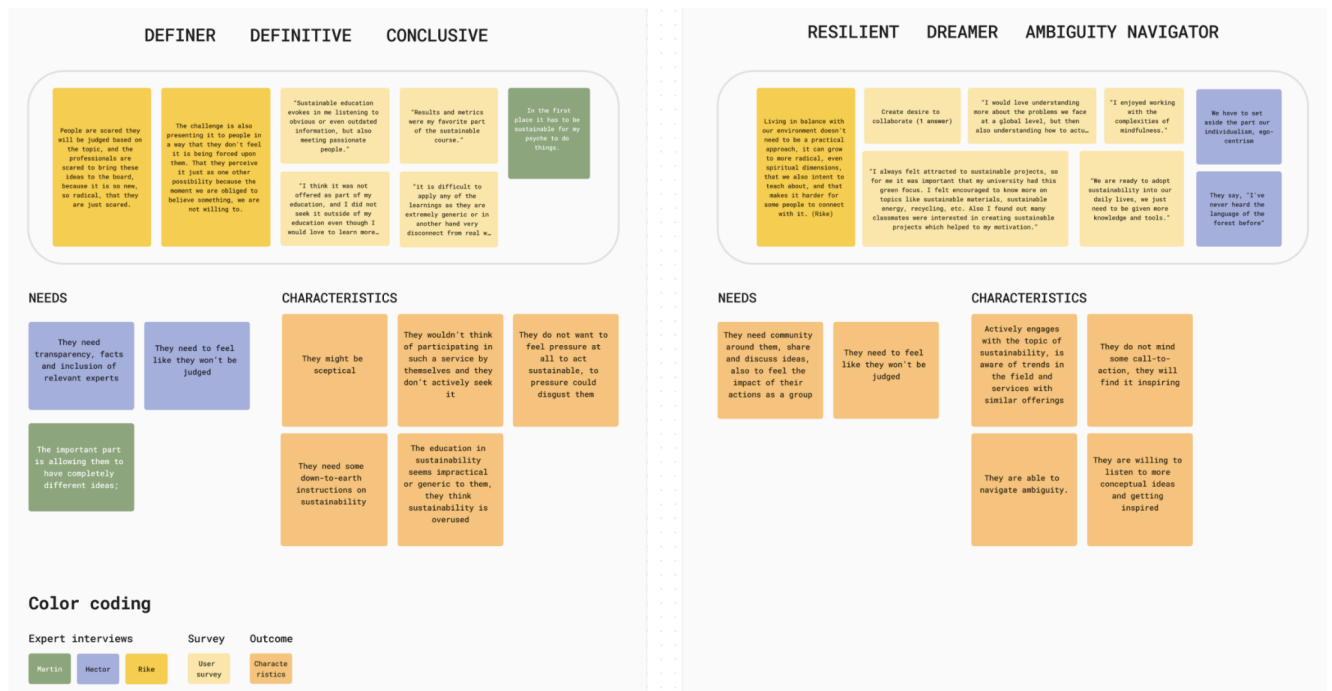 DEFINER DEFINITIVE CONCLUSIVE
People are scared they
will be judged based on
the topic, and the
professionals are
scared to bring these
ideas to the board,
because it is so new,
so radical, that they
are just scared.
The challenge is also
presenting it to people in
a way that they don't feel
it is being forced upon
them. That they perceive
it just as one other
possibility because the
moment we are obliged to
believe something, we are
not willing to.
"Sustainable education
evokes in me listening to
obvious or even outdated
information, but also
meeting passionate
people."
"Results and metrics
were my favorite part
of the sustainable
course."
In the first
place it has to be
sustainable for my
psyche to do
things.
"I think it was not
offered as part of my
education, and I did not
seek it outside of my
education even though I
would love to learn more…
"it is difficult to
apply any of the
learnings as they are
extremely generic or in
another hand very
disconnect from real w…
NEEDS
They need
transparency, facts
and inclusion of
relevant experts
They need to feel
like they won't be
judged
The important part
is allowing them to
have completely
different ideas;
CHARACTERISTICS
They might be
sceptical
They wouldn't think
of participating in
such a service by
themselves and they
don't actively seek
it
They do not want to
feel pressure at
all to act
sustainable, to
pressure could
disgust them
They need some
down-to-earth
instructions on
sustainability
The education in
sustainability
seems impractical
or generic to them,
they think
sustainability is
overused
Color coding
Expert interviews
Martin
Hector
Rike
Survey
User
survey
Outcome
Characte
ristics
RESILIENT DREAMER AMBIGUITY NAVIGATOR
Living in balance with
our environment doesn't
need to be a practical
approach, it can grow
to more radical, even
spiritual dimensions,
that we also intent to
teach about, and that
makes it harder for
some people to connect
with it. (Rike)
Create desire to
collaborate (1 answer)
"I would love understanding
more about the problems we
face at a global level, but then
also understanding how to actu…
"I enjoyed working
with the
complexities of
mindfulness."
We have to set
aside the part our
individualism, ego-
centrism
"I always felt attracted to sustainable projects, so
for me it was important that my university had this
green focus. I felt encouraged to know more on
topics like sustainable materials, sustainable
energy, recycling, etc. Also I found out many
classmates were interested in creating sustainable
projects which helped to my motivation."
"We are ready to adopt
sustainability into our
daily lives, we just
need to be given more
knowledge and tools."
They say, "I've
never heard the
language of the
forest before"
NEEDS
They need community
around them, share
and discuss ideas,
also to feel the
impact of their
actions as a group
They need to feel
like they won't be
judged
CHARACTERISTICS
Actively engages
with the topic of
sustainability, is
aware of trends in
the field and
services with
similar offerings
They do not mind
some call-to-
action, they will
find it inspiring
They are able to
navigate ambiguity.
They are willing to
listen to more
conceptual ideas
and getting
inspired